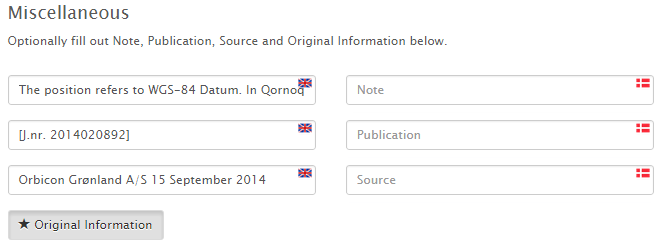 Miscellaneous
Optionally fill out Note, Publication, Source and Original Information below.
The position refers to WGS-84 Datum. In Qornoq Note
[J.nr. 2014020892] Publication
Orbicon Grønland A/S 15 September 2014 Source
★ Original Information